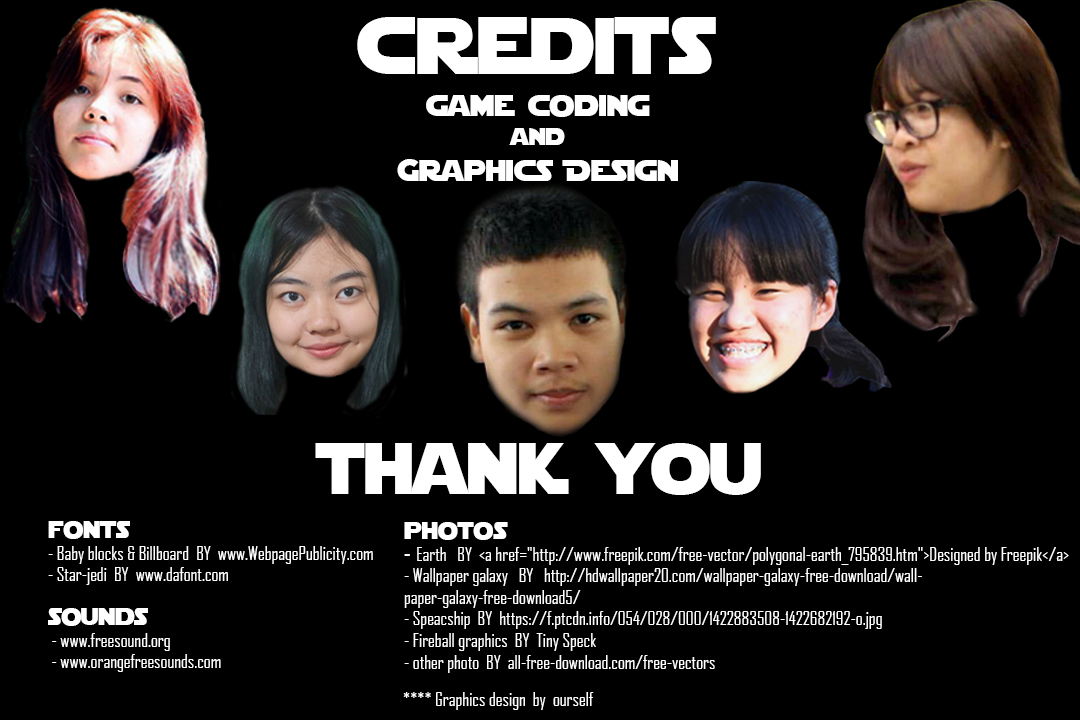 CREDITS
GAME CODING
AND
GRAPHICS DESIGN
THANK YOU
FONTS
- Baby blocks & Billboard BY www.WebpagePublicity.com
- Star-jedi BY www.dafont.com
SOUNDS
- www.freesound.org
- www.orangefreesounds.com
PHOTOS
- Earth BY <a href="http://www.freepik.com/free-vector/polygonal-earth_795839.htm">Designed by Freepik</a>
- Wallpaper galaxy BY http://hdwallpaper20.com/wallpaper-galaxy-free-download/wall-
paper-galaxy-free-download5/
- Speacship BY https://f.ptcdn.info/054/028/000/1422883508-1422682192-o.jpg
- Fireball graphics BY Tiny Speck
- other photo BY all-free-download.com/free-vectors
**** Graphics design by ourself